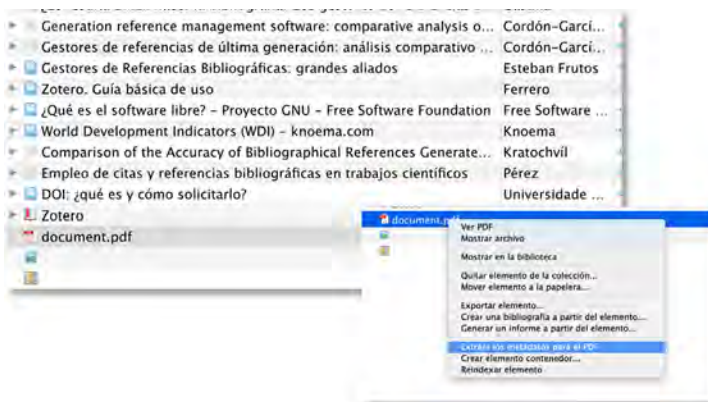 Generation reference management software: comparative analysis o... Cordón-Garcí...
Gestores de referencias de última generación: análisis comparativo ... Cordón-Garcí...
Gestores de Referencias Bibliográficas: grandes aliados Esteban Frutos
Zotero. Guía básica de uso Ferrero
¿Qué es el software libre? - Proyecto GNU - Free Software Foundation Free Software ...
World Development Indicators (WDI) - knoema.com Knoema
Comparison of the Accuracy of Bibliographical References Generate... Kratochvíl
Empleo de citas y referencias bibliográficas en trabajos científicos Pérez
DOI: ¿qué es y cómo solicitarlo? Universidade ...
Zotero
document.pdf
document.pdf
Ver PDF
Mostrar archivo
Mostrar en la biblioteca
Quitar elemento de la colección...
Mover elemento a la papelera...
Exportar elemento...
Crear una bibliografía a partir del elemento...
Generar un informe a partir del elemento...
Extraer los metadatos para el PDF
Crear elemento contenedor...
Reindexar elemento